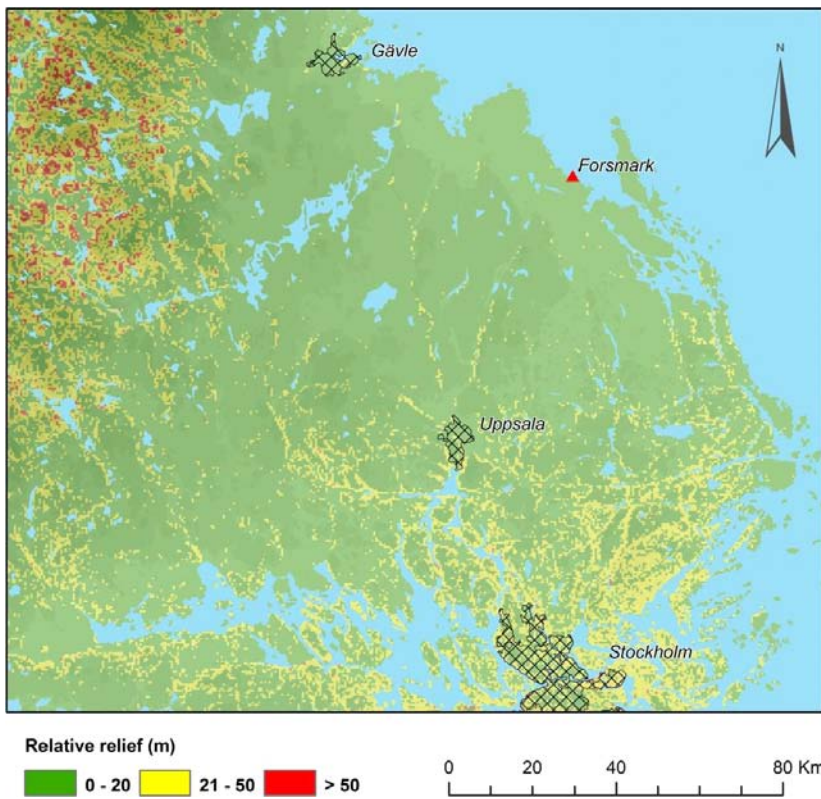 Gävle
N
Forsmark
Uppsala
Stockholm
Relative relief (m)
0 - 20 21 - 50 > 50
0 20 40 80 Km